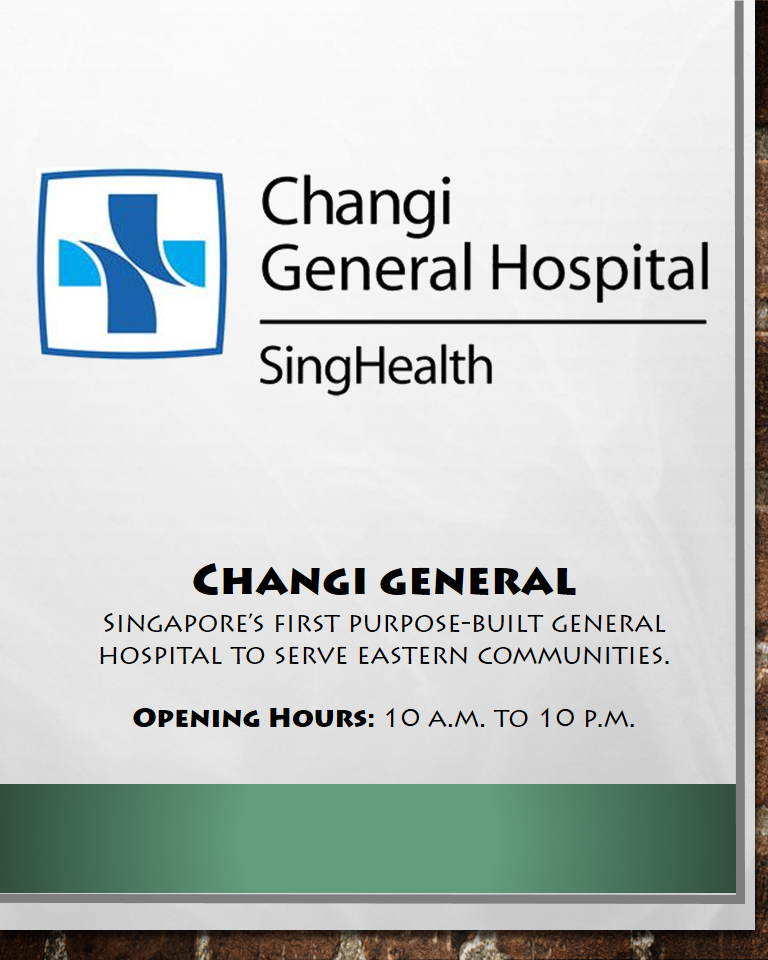 Changi
General Hospital
SingHealth
Changi general
Singapore's first purpose-built general
hospital to serve eastern communities.
Opening Hours: 10 a.m. to 10 p.m.